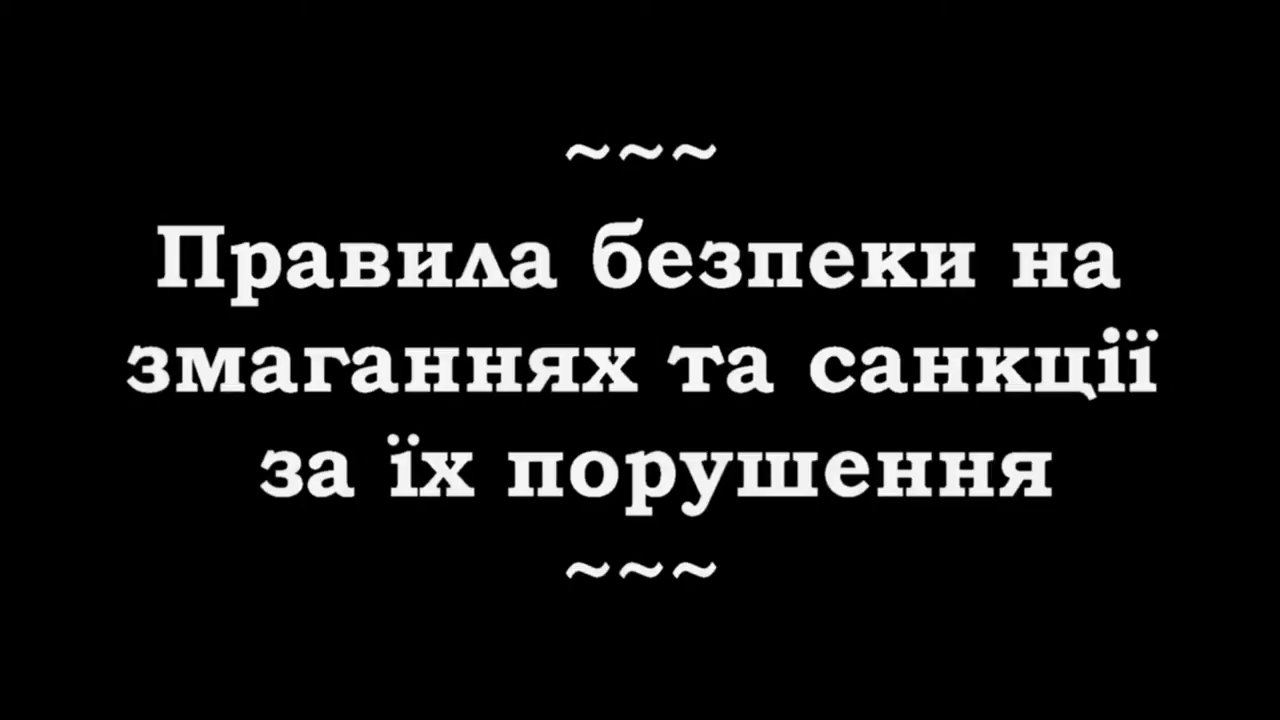 ~~~
Правила безпеки на
змаганнях та санкції
за їх порушення
~~~